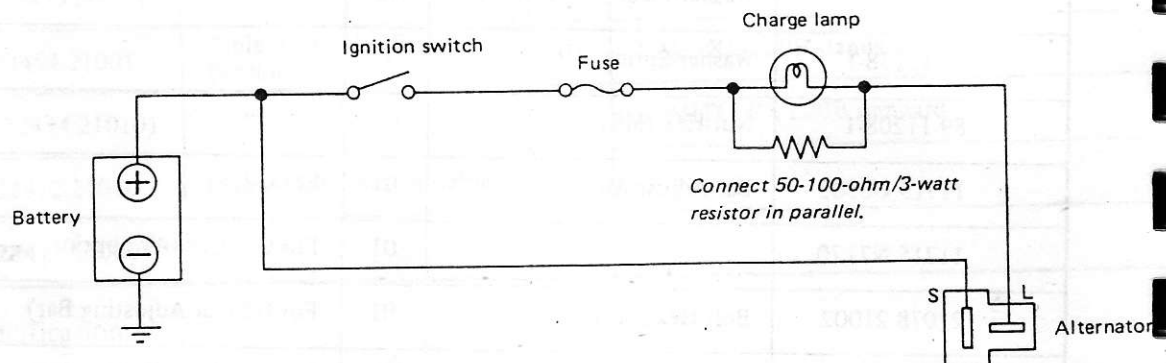 Charge lamp
Ignition switch
Fuse
Connect 50-100-ohm/3-watt
resistor in parallel.
Battery
S
L
Alternator